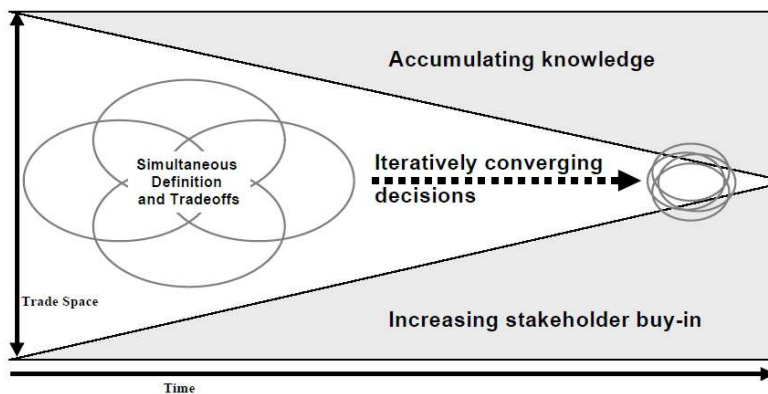 Accumulating knowledge
Simultaneous
Definition
and Tradeoffs
Iteratively converging
decisions
Trade Space
Increasing stakeholder buy-in
Time